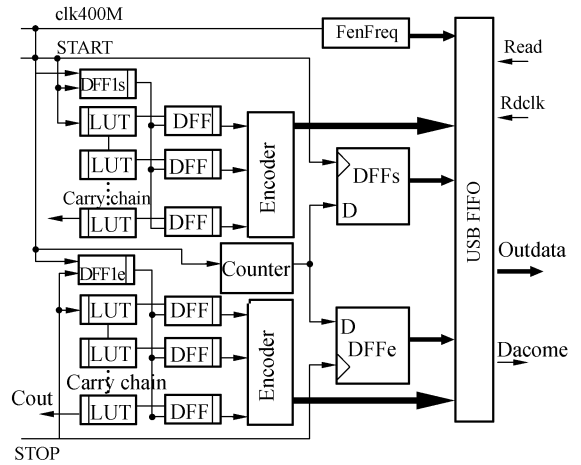 clk400M
FenFreq
START
Read
DFF1s
Rdclk
LUT
DFF
LUT
DFF
Encoder
DFFs
Carry chain
LUT
DFF
D
USB FIFO
Outdata
Counter
DFF1e
LUT
DFF
D
LUT
DFF
Encoder
DFFe
Dacome
Carry chain
Cout
LUT
DFF
STOP